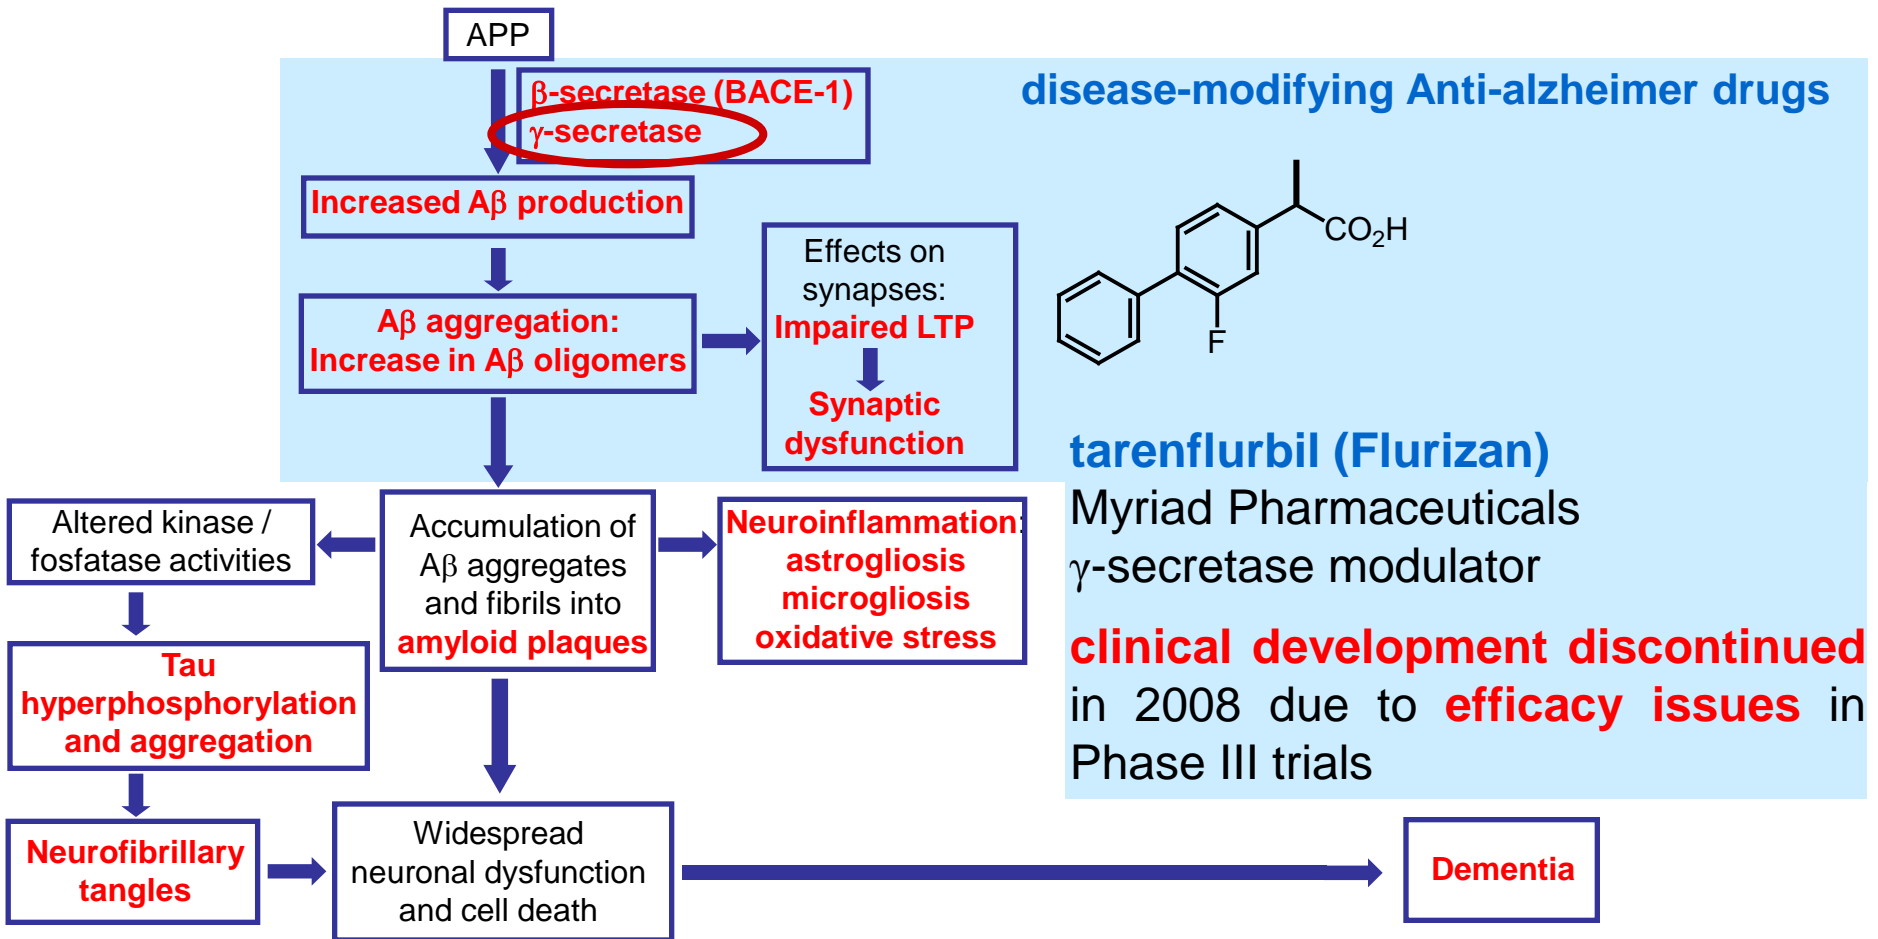 APP
β-secretase (BACE-1)
γ-secretase
disease-modifying Anti-alzheimer drugs
Increased Aβ production
Aβ aggregation:
Increase in Aβ oligomers
Effects on
synapses:
Impaired LTP
Synaptic
dysfunction
CO₂H
F
tarenflurbil (Flurizan)
Myriad Pharmaceuticals
γ-secretase modulator
clinical development discontinued
in 2008 due to efficacy issues in
Phase III trials
Altered kinase /
fosfatase activities
Accumulation of
Aβ aggregates
and fibrils into
amyloid plaques
Neuroinflammation:
astrogliosis
microgliosis
oxidative stress
Tau
hyperphosphorylation
and aggregation
Neurofibrillary
tangles
Widespread
neuronal dysfunction
and cell death
Dementia